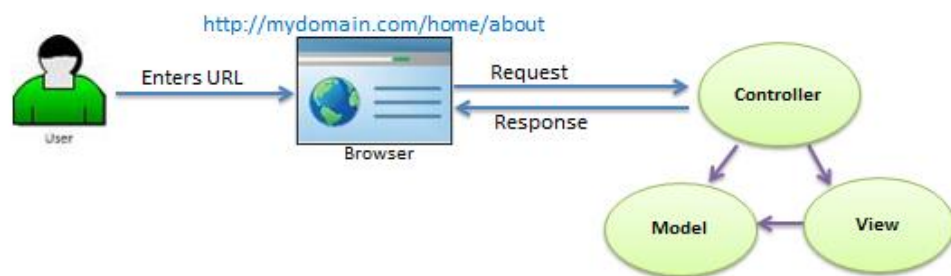 http://mydomain.com/home/about
Enters URL
Request
Controller
Response
User
Browser
Model
View